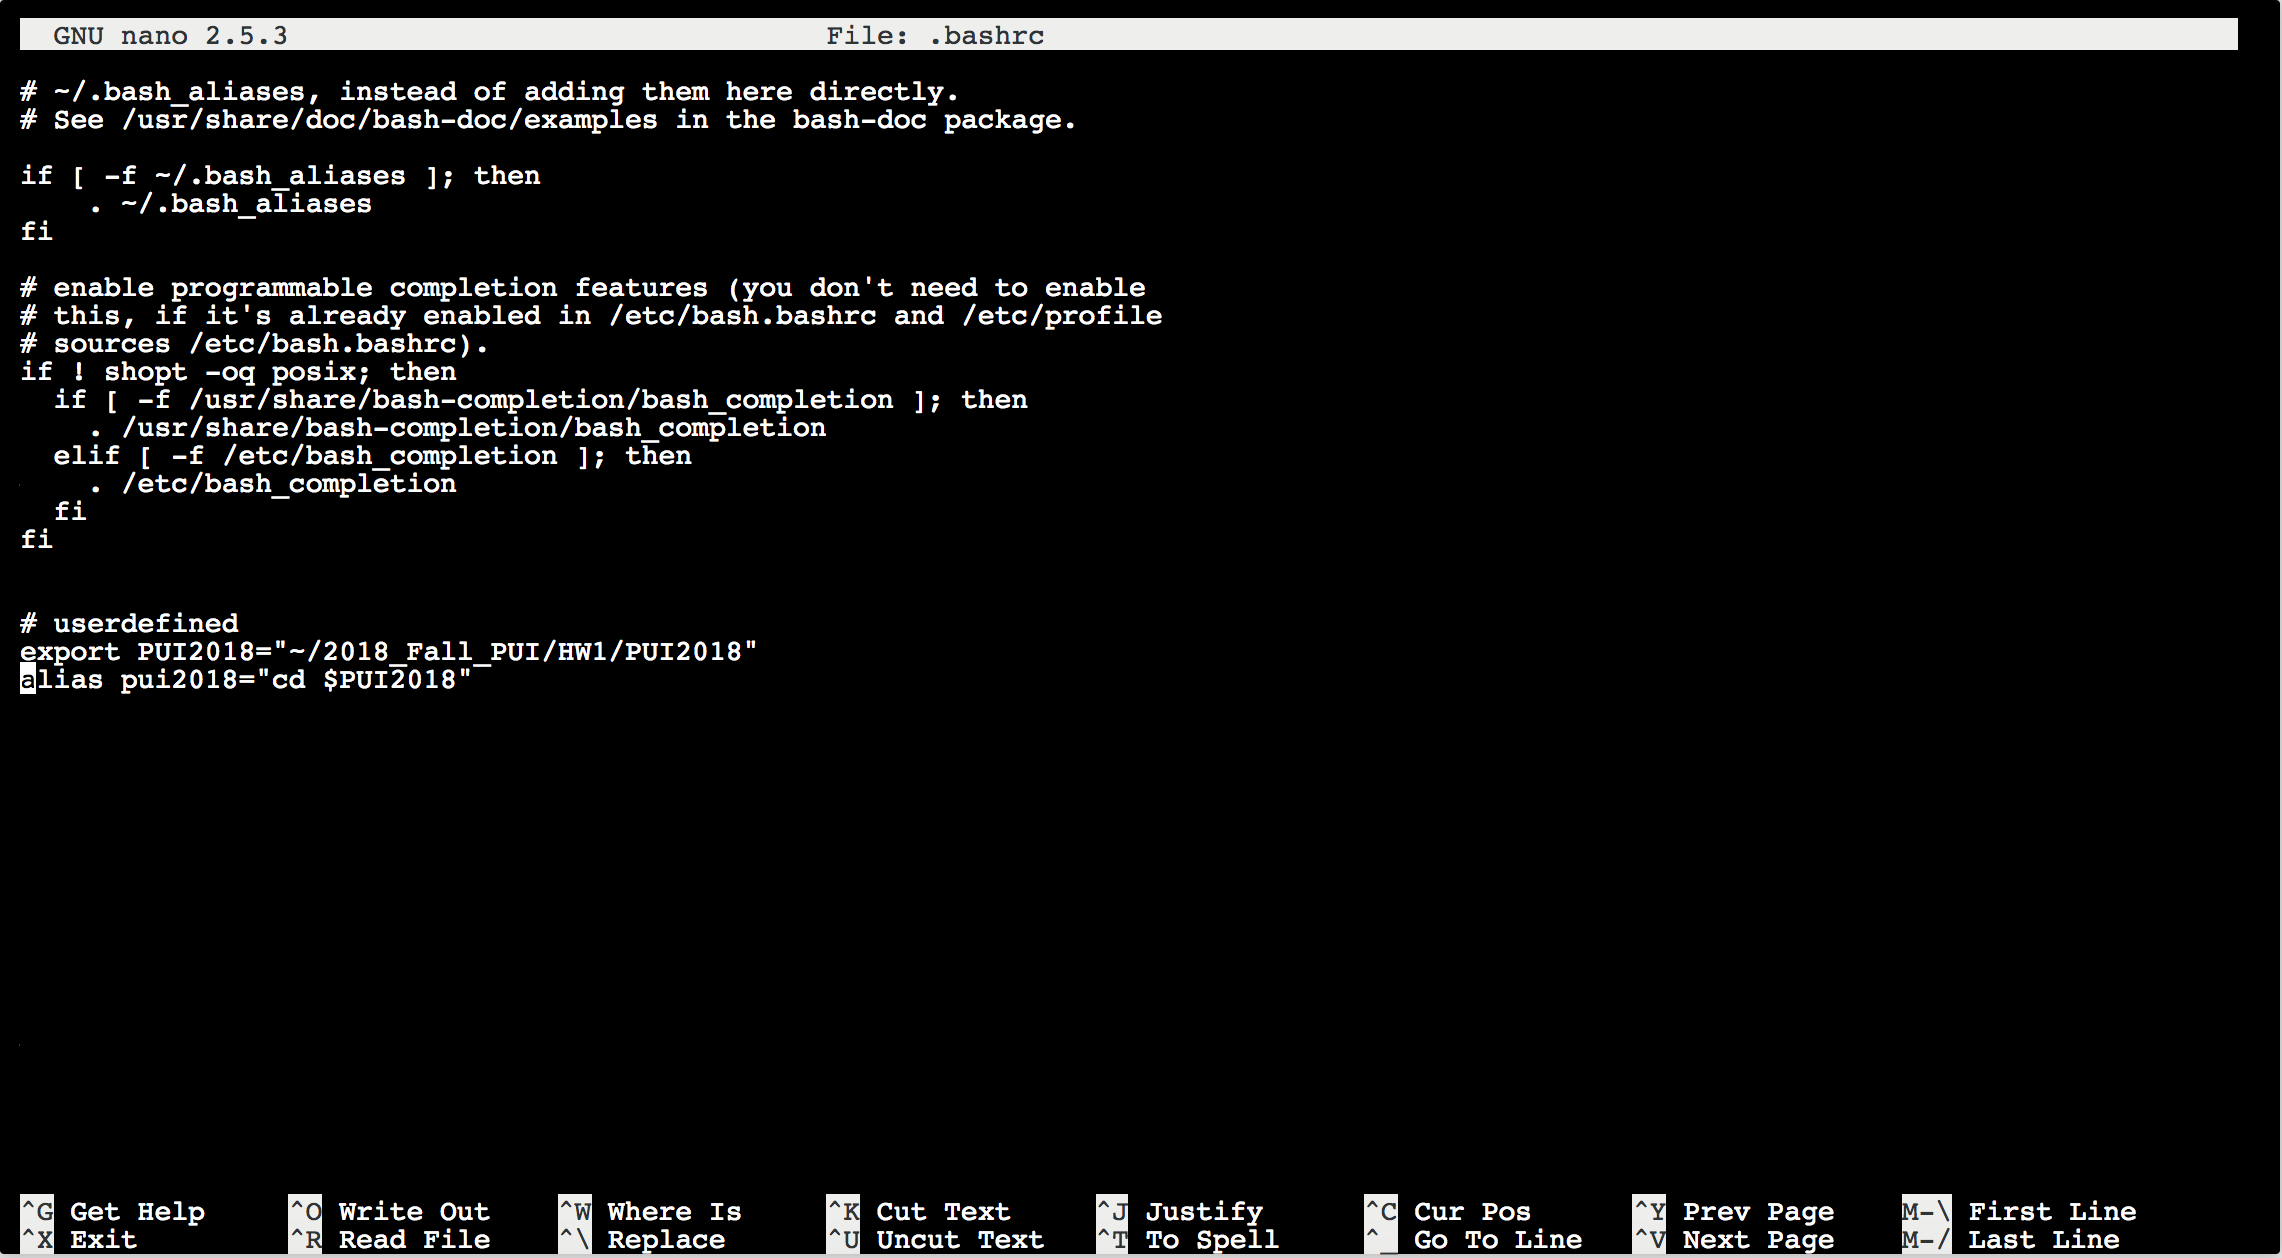 GNU nano 2.5.3 File: .bashrc
# ~/.bash_aliases, instead of adding them here directly.
# See /usr/share/doc/bash-doc/examples in the bash-doc package.
if [ -f ~/.bash_aliases ]; then
    . ~/.bash_aliases
fi
# enable programmable completion features (you don't need to enable
# this, if it's already enabled in /etc/bash.bashrc and /etc/profile
# sources /etc/bash.bashrc).
if ! shopt -oq posix; then
  if [ -f /usr/share/bash-completion/bash_completion ]; then
    . /usr/share/bash-completion/bash_completion
  elif [ -f /etc/bash_completion ]; then
    . /etc/bash_completion
  fi
fi
# userdefined
export PUI2018="~/2018_Fall_PUI/HW1/PUI2018"
alias pui2018="cd $PUI2018"
^G Get Help ^O Write Out ^W Where Is ^K Cut Text ^J Justify ^C Cur Pos ^Y Prev Page M-\ First Line
^X Exit ^R Read File ^\ Replace ^U Uncut Text ^T To Spell ^_ Go To Line ^V Next Page M-/ Last Line